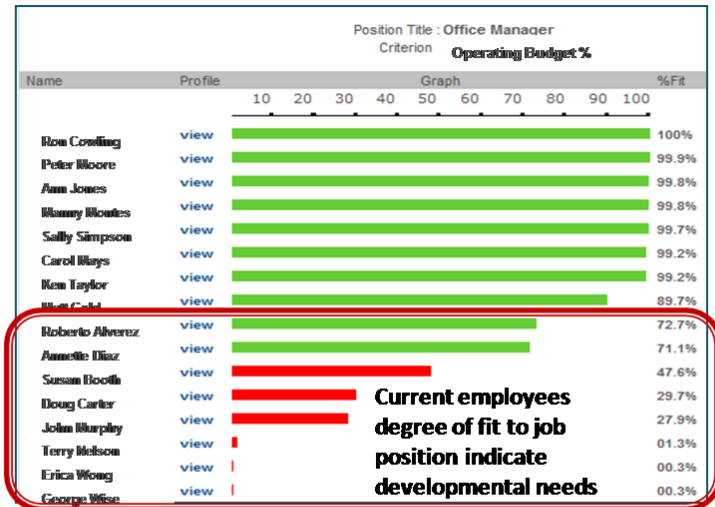 Position Title : Office Manager
Criterion Operating Budget %
Name Profile Graph %Fit
10 20 30 40 50 60 70 80 90 100
Ron Cowling view 100%
Peter Moore view 99.9%
Ann Jones view 99.8%
Manny Montes view 99.8%
Sally Simpson view 99.7%
Carol Mays view 99.2%
Ken Taylor view 99.2%
Matt Gold view 89.7%
Roberto Alverez view 72.7%
Annette Diaz view 71.1%
Susan Booth view 47.6%
Doug Carter view 29.7%
John Murphy view 27.9%
Terry Nelson view 01.3%
Erica Wong view 00.3%
George Wise view 00.3%
Current employees
degree of fit to job
position indicate
developmental needs